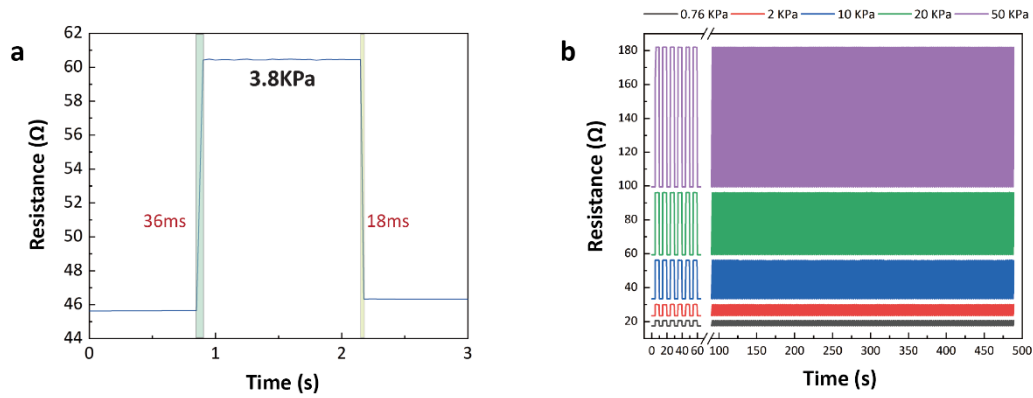 a
62
60
58
56
54
52
50
48
46
44
Resistance (Ω)
3.8KPa
36ms
18ms
0
1
2
3
Time (s)
b
0.76 KPa 2 KPa 10 KPa 20 KPa 50 KPa
180
160
140
120
100
80
60
40
20
Resistance (Ω)
0 20 40 60 100 150 200 250 300 350 400 450 500
Time (s)